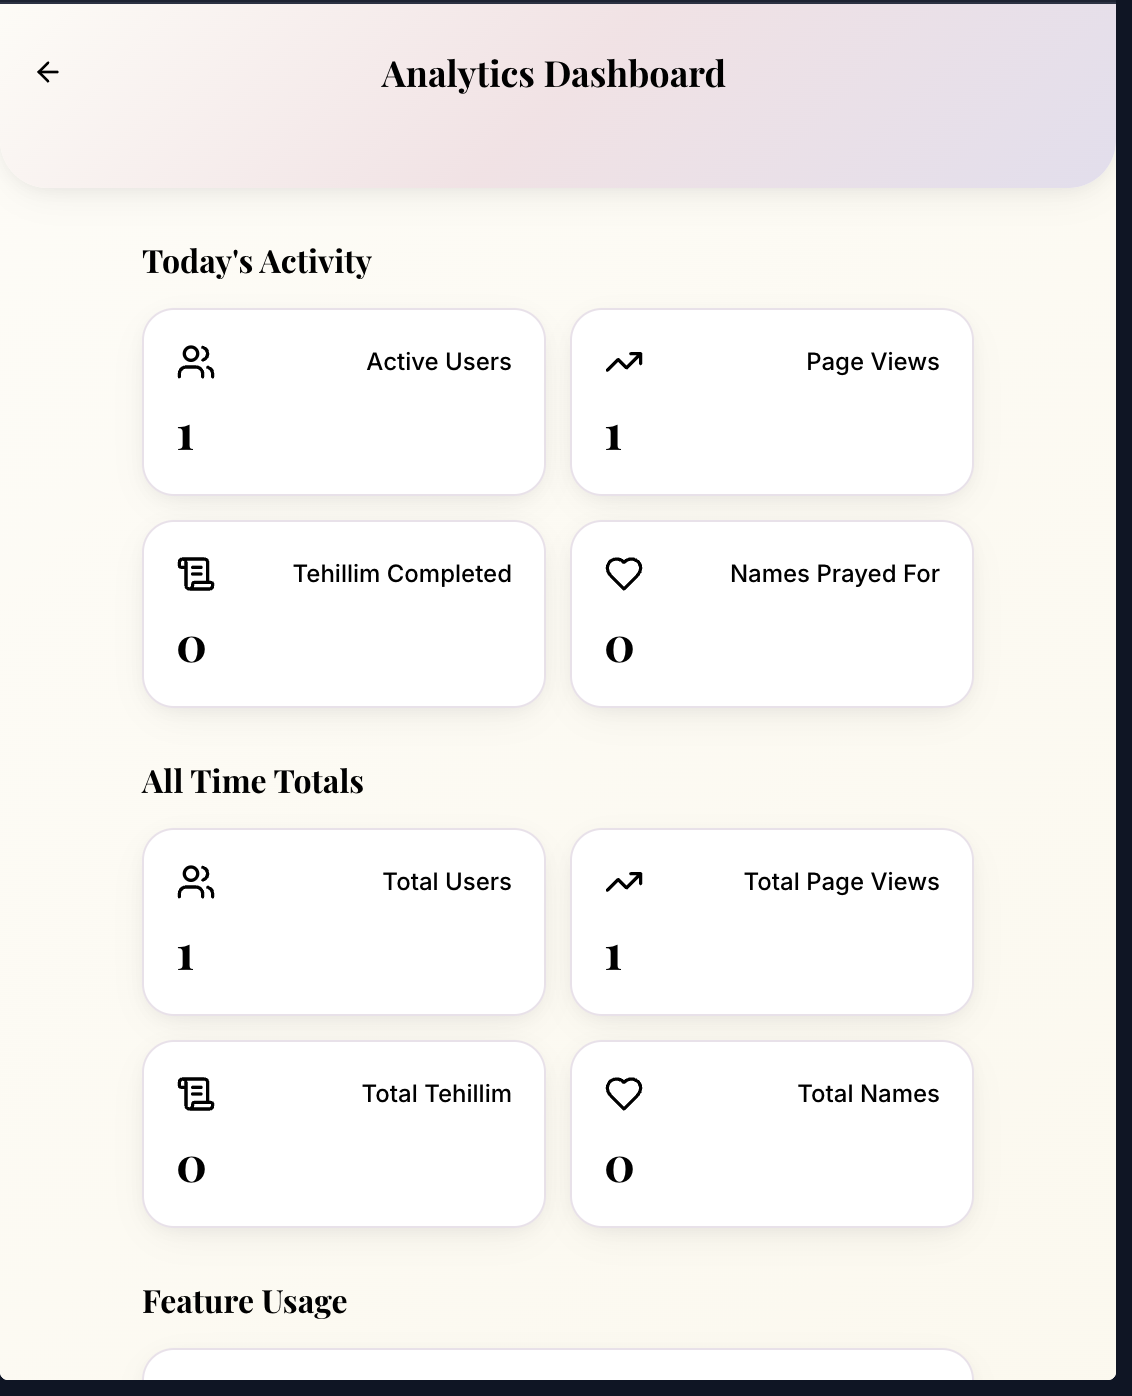 Analytics Dashboard
Today's Activity
Active Users
1
Page Views
1
Tehillim Completed
0
Names Prayed For
0
All Time Totals
Total Users
1
Total Page Views
1
Total Tehillim
0
Total Names
0
Feature Usage